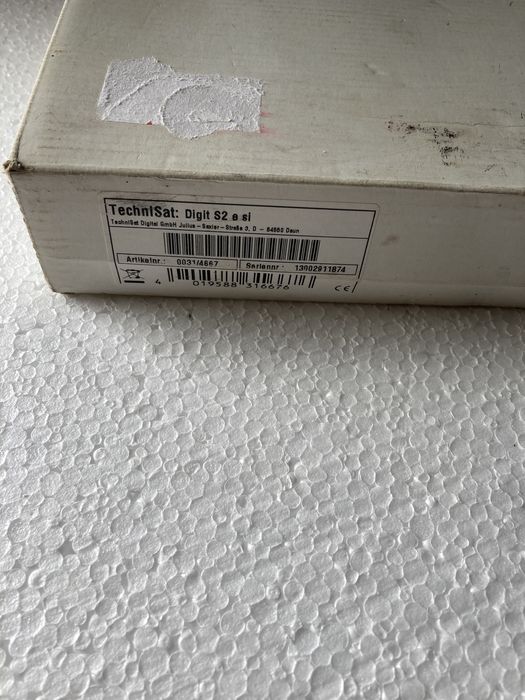 TechniSat: Digit S2 e si
TechniSat Digital GmbH Julius-Saxler-Straße 3, D - 54550 Daun
Artikelnr.: 0031/4667 Seriennr.: 13002911874
4 019588 316676 CE